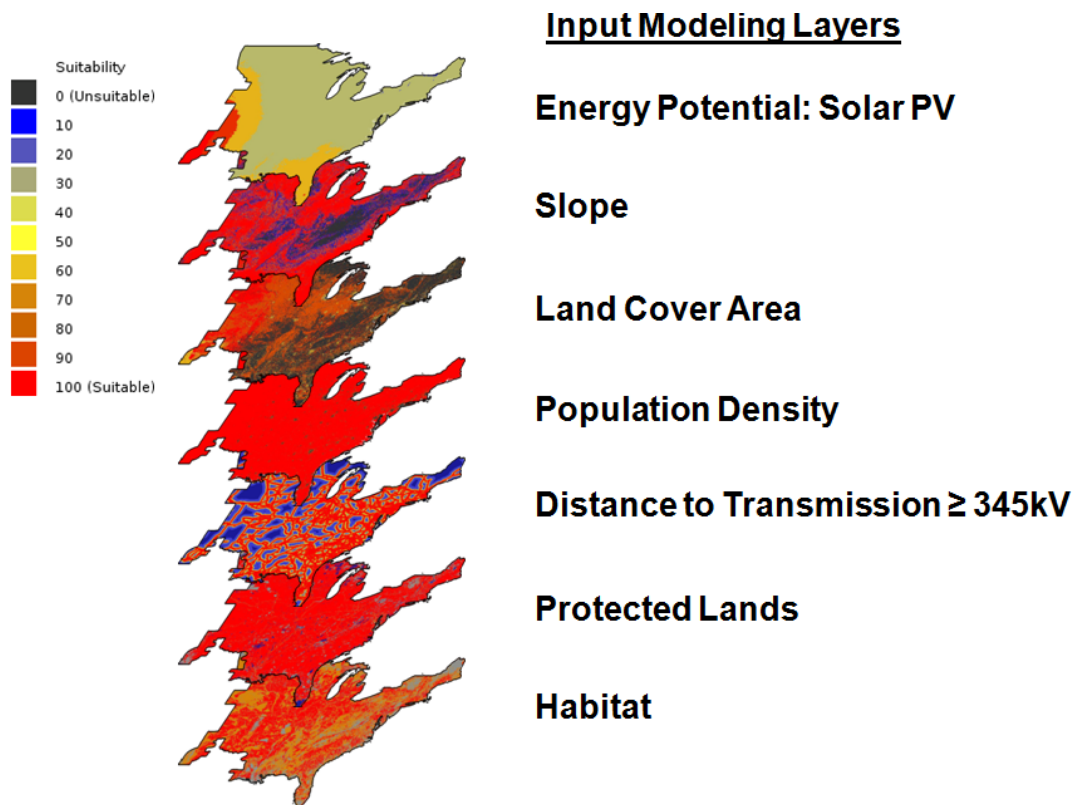 Input Modeling Layers
Suitability
0 (Unsuitable)
10
20
30
40
50
60
70
80
90
100 (Suitable)
Energy Potential: Solar PV
Slope
Land Cover Area
Population Density
Distance to Transmission ≥ 345kV
Protected Lands
Habitat